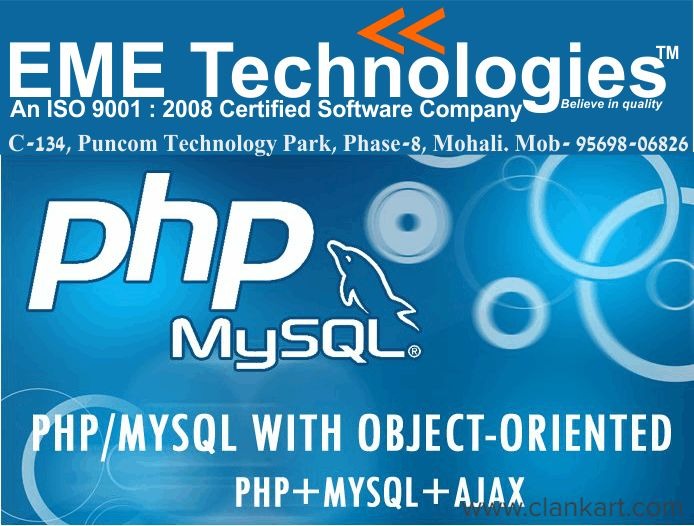 EME Technologies™
An ISO 9001 : 2008 Certified Software Company Believe in quality
C-134, Puncom Technology Park, Phase-8, Mohali. Mob- 95698-06826
php
MySQL®
PHP/MYSQL WITH OBJECT-ORIENTED
PHP+MYSQL+AJAX
www.clankart.com